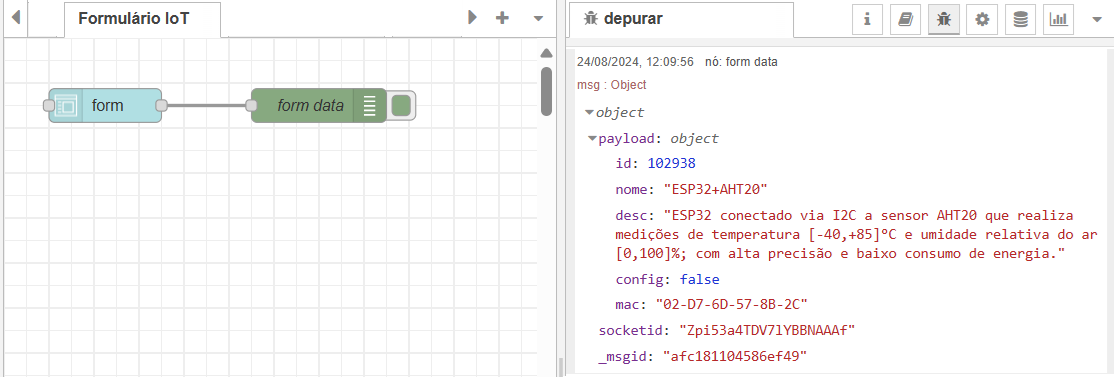 Formulário IoT
form
form data
depurar
24/08/2024, 12:09:56 nó: form data
msg : Object
object
payload: object
id: 102938
nome: "ESP32+AHT20"
desc: "ESP32 conectado via I2C a sensor AHT20 que realiza
medições de temperatura [-40,+85]°C e umidade relativa do ar
[0,100]%; com alta precisão e baixo consumo de energia."
config: false
mac: "02-D7-6D-57-8B-2C"
socketid: "Zpi53a4TDV7lYBBNAAAf"
_msgid: "afc181104586ef49"